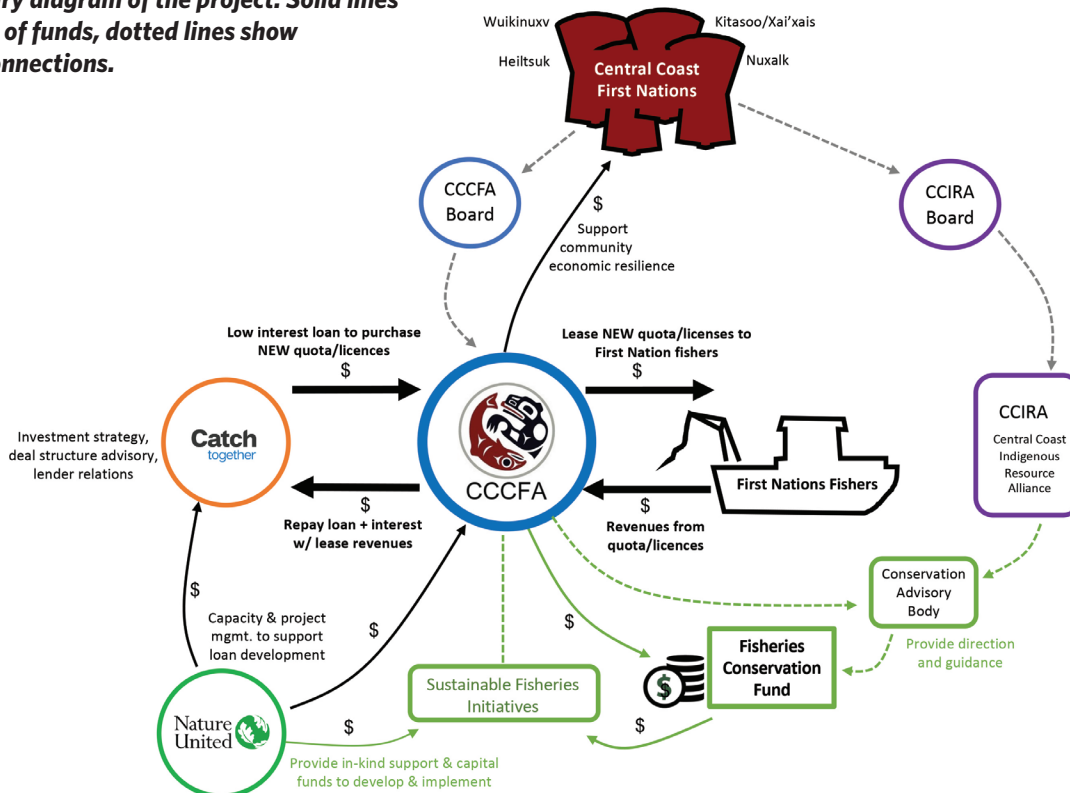 ry diagram of the project. Solid lines
of funds, dotted lines show
nnections.
Wuikinuxv
Kitasoo/Xai'xais
Heiltsuk
Nuxalk
Central Coast
First Nations
CCCFA
Board
CCIRA
Board
$
Support
community
economic resilience
Low interest loan to purchase
NEW quota/licences
$
Lease NEW quota/licenses to
First Nation fishers
$
Investment strategy,
deal structure advisory,
lender relations
Catch
together
CCCFA
First Nations Fishers
CCIRA
Central Coast
Indigenous
Resource
Alliance
$
Repay loan + interest
w/ lease revenues
$
Revenues from
quota/licences
$
Capacity & project
mgmt. to support
loan development
$
$
Conservation
Advisory
Body
Provide direction
and guidance
Fisheries
Conservation
Fund
$
Sustainable Fisheries
Initiatives
Nature
United
$
$
Provide in-kind support & capital
funds to develop & implement